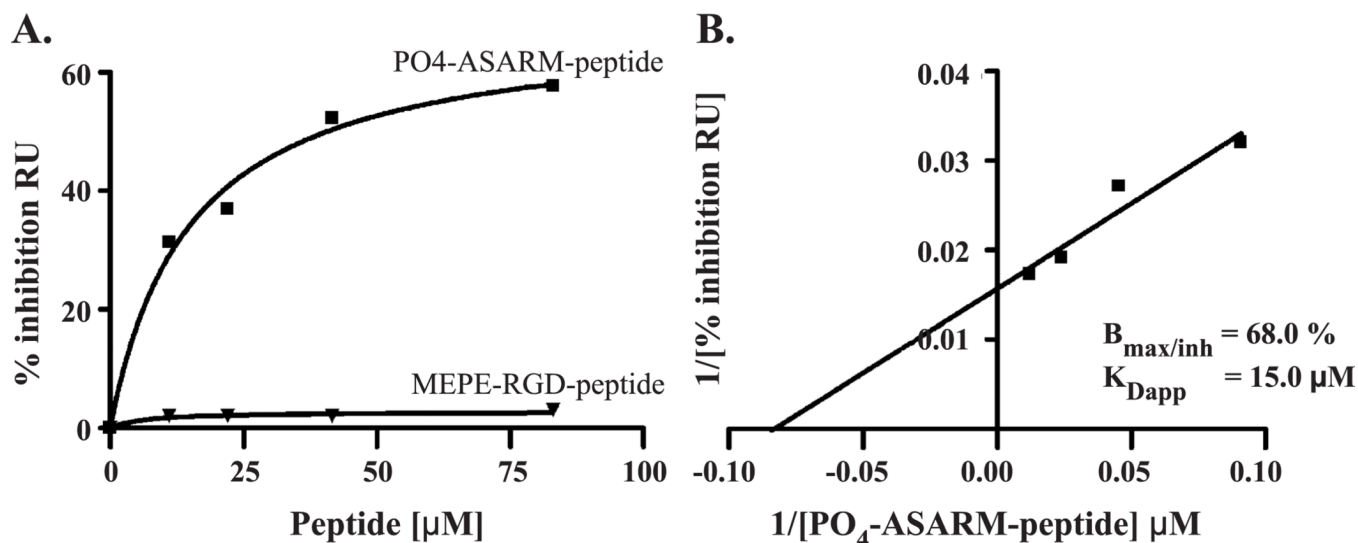 A.
PO4-ASARM-peptide
60
40
20
0
% inhibition RU
MEPE-RGD-peptide
0 25 50 75 100
Peptide [μM]
B.
0.04
0.03
0.02
0.01
1/[% inhibition RU]
Bmax/inh = 68.0 %
KDapp = 15.0 μM
-0.10 -0.05 0.00 0.05 0.10
1/[PO4-ASARM-peptide] μM